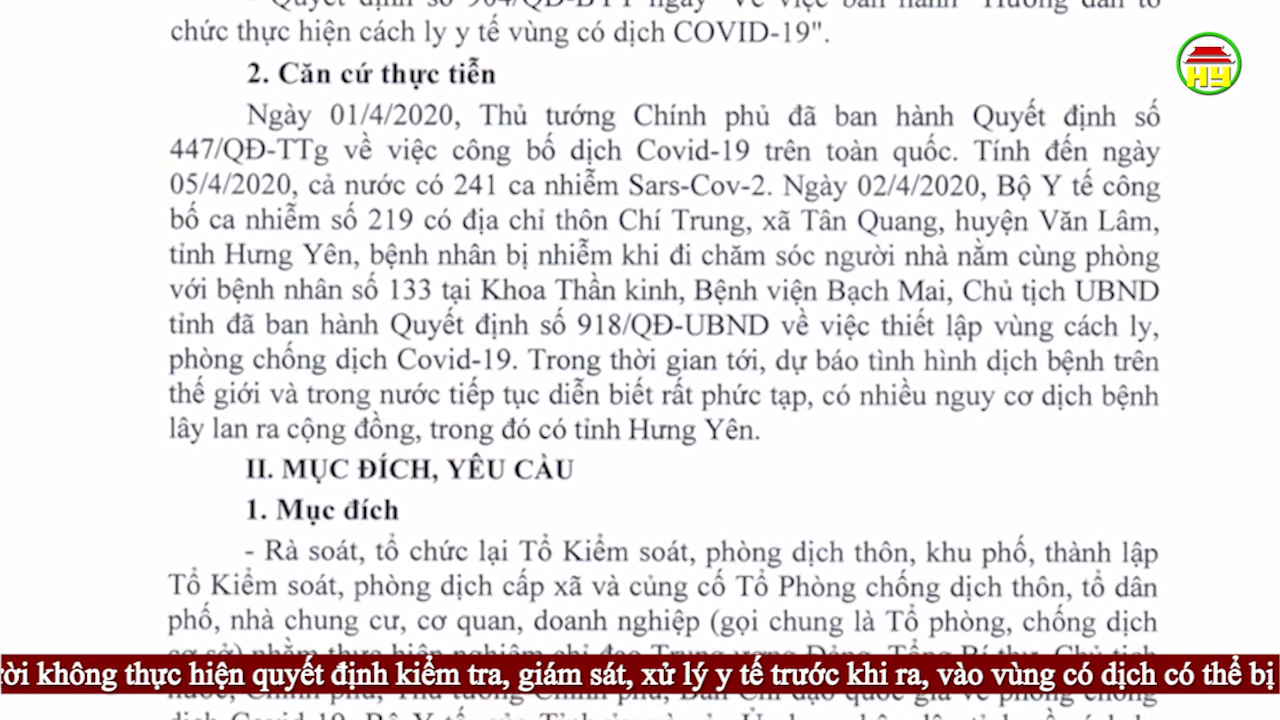 chức thực hiện cách ly y tế vùng có dịch COVID-19".
2. Căn cứ thực tiễn
Ngày 01/4/2020, Thủ tướng Chính phủ đã ban hành Quyết định số
447/QĐ-TTg về việc công bố dịch Covid-19 trên toàn quốc. Tính đến ngày
05/4/2020, cả nước có 241 ca nhiễm Sars-Cov-2. Ngày 02/4/2020, Bộ Y tế công
bố ca nhiễm số 219 có địa chỉ thôn Chí Trung, xã Tân Quang, huyện Văn Lâm,
tỉnh Hưng Yên, bệnh nhân bị nhiễm khi đi chăm sóc người nhà nằm cùng phòng
với bệnh nhân số 133 tại Khoa Thần kinh, Bệnh viện Bạch Mai, Chủ tịch UBND
tỉnh đã ban hành Quyết định số 918/QĐ-UBND về việc thiết lập vùng cách ly,
phòng chống dịch Covid-19. Trong thời gian tới, dự báo tình hình dịch bệnh trên
thế giới và trong nước tiếp tục diễn biết rất phức tạp, có nhiều nguy cơ dịch bệnh
lây lan ra cộng đồng, trong đó có tỉnh Hưng Yên.
II. MỤC ĐÍCH, YÊU CẦU
1. Mục đích
- Rà soát, tổ chức lại Tổ Kiểm soát, phòng dịch thôn, khu phố, thành lập
Tổ Kiểm soát, phòng dịch cấp xã và củng cố Tổ Phòng chống dịch thôn, tổ dân
phố, nhà chung cư, cơ quan, doanh nghiệp (gọi chung là Tổ phòng, chống dịch
không thực hiện quyết định kiểm tra, giám sát, xử lý y tế trước khi ra, vào vùng có dịch có thể bị
HY